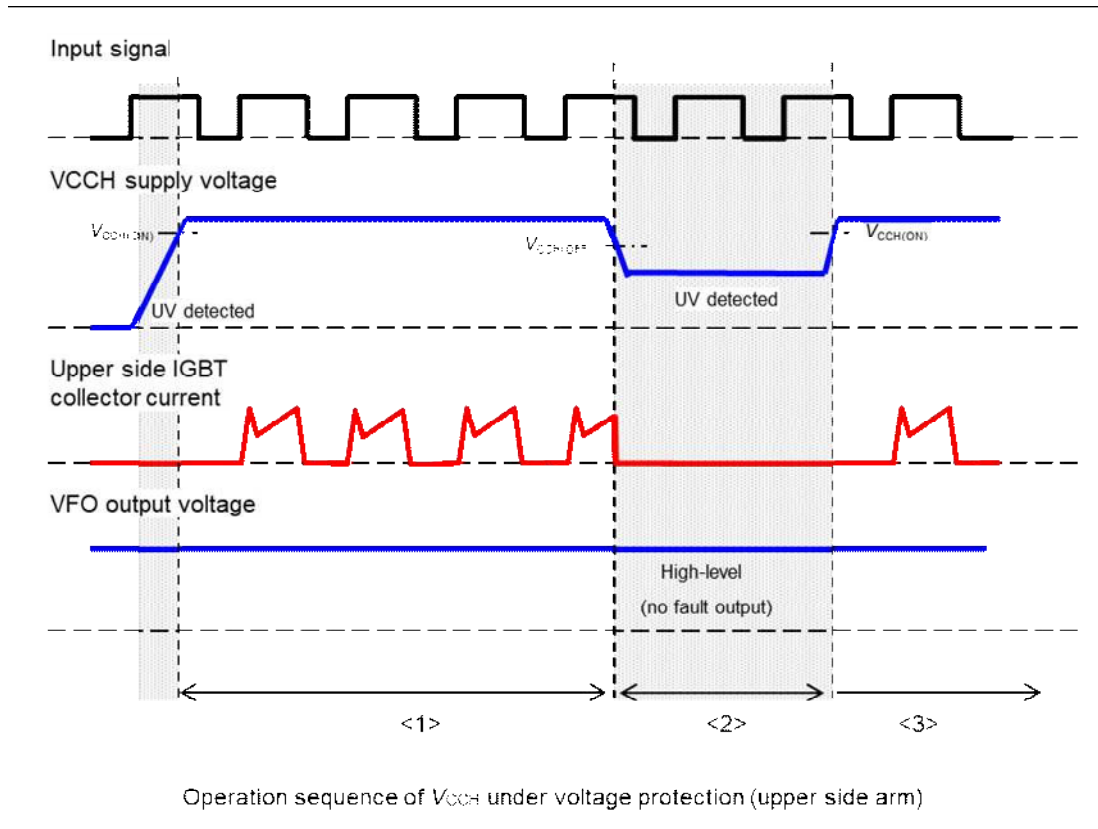 Input signal
VCCH supply voltage
VCCH(ON)
VCCH(OFF
VCCH(ON)
UV detected
UV detected
Upper side IGBT
collector current
VFO output voltage
High-level
(no fault output)
<1>
<2>
<3>
Operation sequence of VCCH under voltage protection (upper side arm)